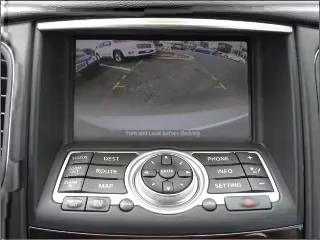 Turn and Look Before Backing
DEST
PHONE
ROUTE
INFO
MAP
SETTING
ENTER